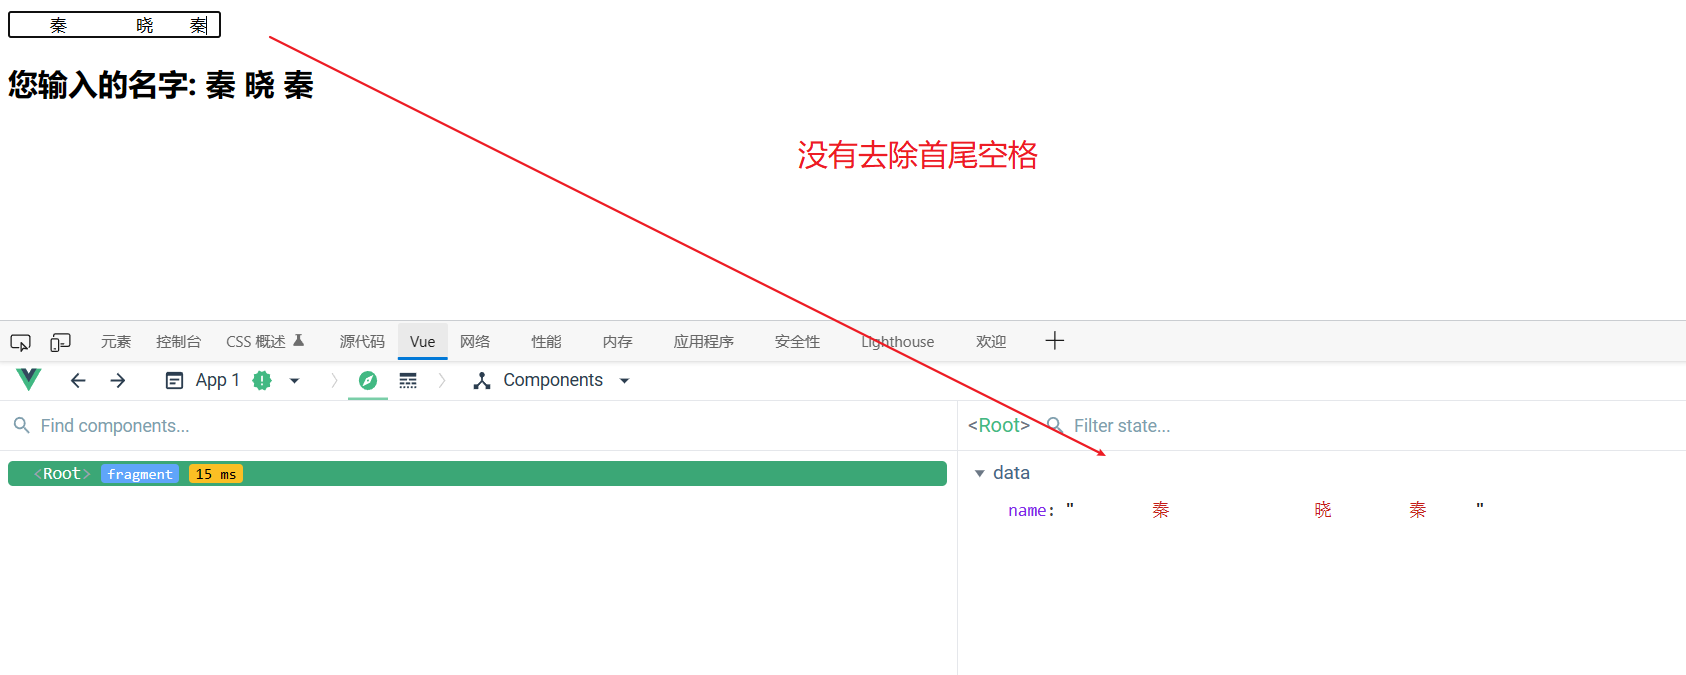 秦 晓 秦
您输入的名字: 秦 晓 秦
没有去除首尾空格
元素 控制台 CSS 概述 源代码 Vue 网络 性能 内存 应用程序 安全性 Lighthouse 欢迎
App 1 Components
Find components...
<Root> Filter state...
<Root> fragment 15 ms
data
name: "        秦               晓        秦     "